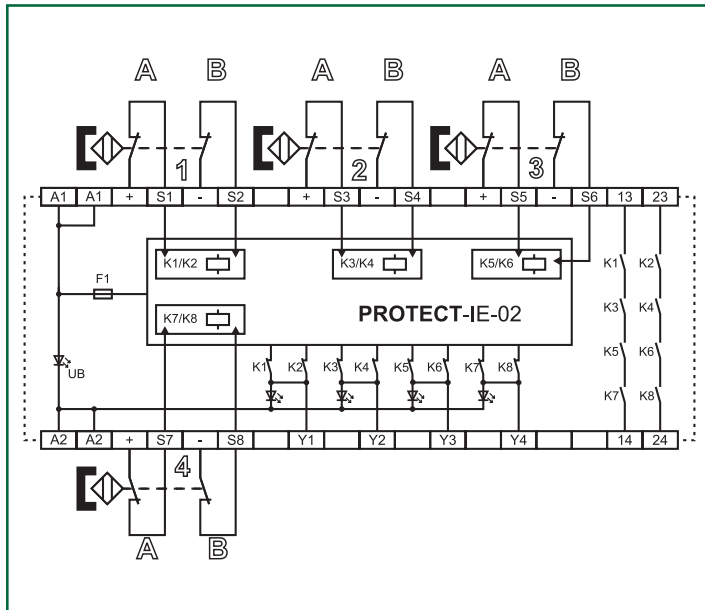 A B A B A B
1 2 3
A1 A1 + S1 - S2 + S3 - S4 + S5 - S6 13 23
K1/K2 K3/K4 K5/K6 K1 K2
F1
K7/K8 PROTECT-IE-02 K3 K4
UB K1 K2 K3 K4 K5 K6 K7 K8 K5 K6
K7 K8
A2 A2 + S7 - S8 Y1 Y2 Y3 Y4 14 24
4
A B